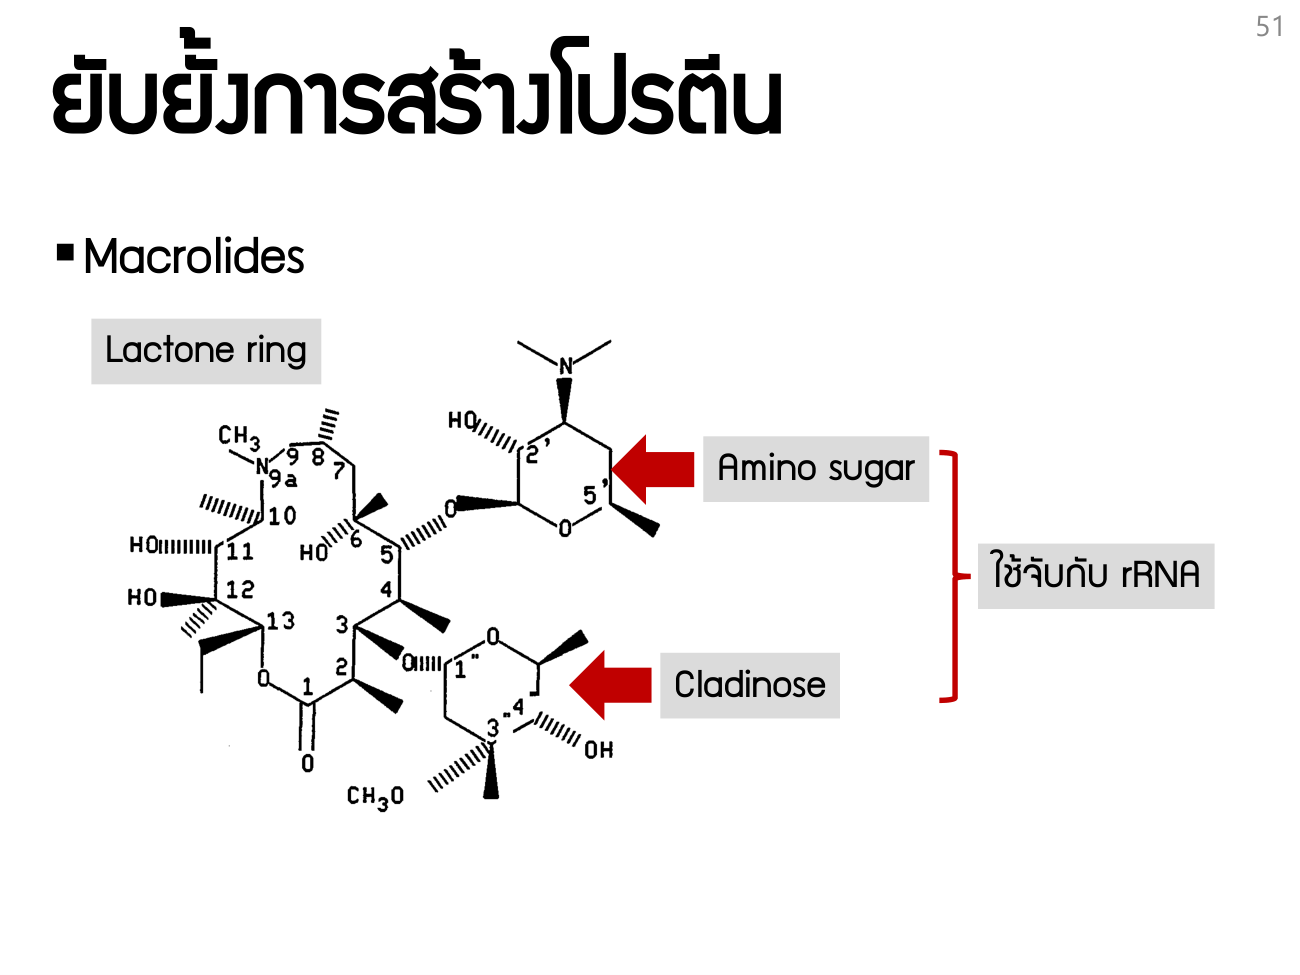 51
ยับยั้งการสร้างโปรตีน
▪ Macrolides
Lactone ring
N
HO
CH3
9
8
7
2'
Amino sugar
N
9a
5'
O
10
O
HO
11
HO
6
5
ใช้จับกับ rRNA
HO
12
4
13
3
O
O
1"
2
O
1
Cladinose
4
3"
OH
O
CH3O